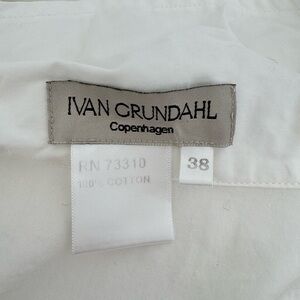 IVAN GRUNDAHL
Copenhagen
RN 73310
100% COTTON
38